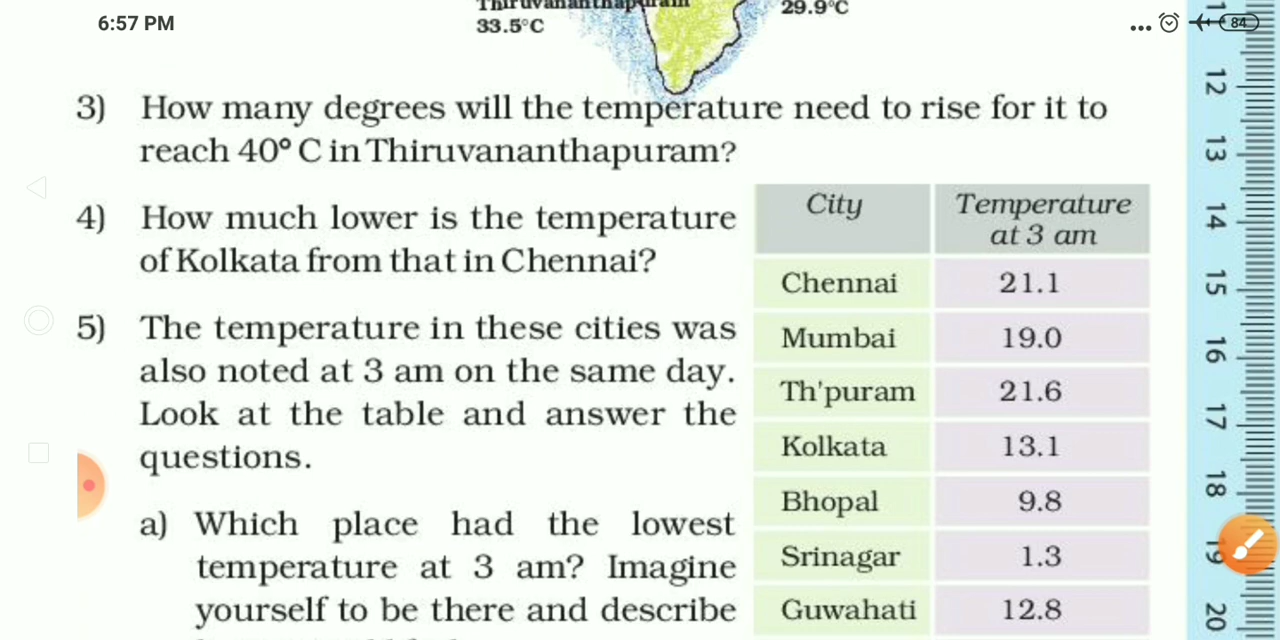 6:57 PM
... 84
Thiruvananthapuram
33.5°C
29.9°C
3) How many degrees will the temperature need to rise for it to
reach 40° C in Thiruvananthapuram?
4) How much lower is the temperature
of Kolkata from that in Chennai?
5) The temperature in these cities was
also noted at 3 am on the same day.
Look at the table and answer the
questions.
a) Which place had the lowest
temperature at 3 am? Imagine
yourself to be there and describe
City Temperature
at 3 am
Chennai 21.1
Mumbai 19.0
Th'puram 21.6
Kolkata 13.1
Bhopal 9.8
Srinagar 1.3
Guwahati 12.8
12
13
14
15
16
17
18
19
20